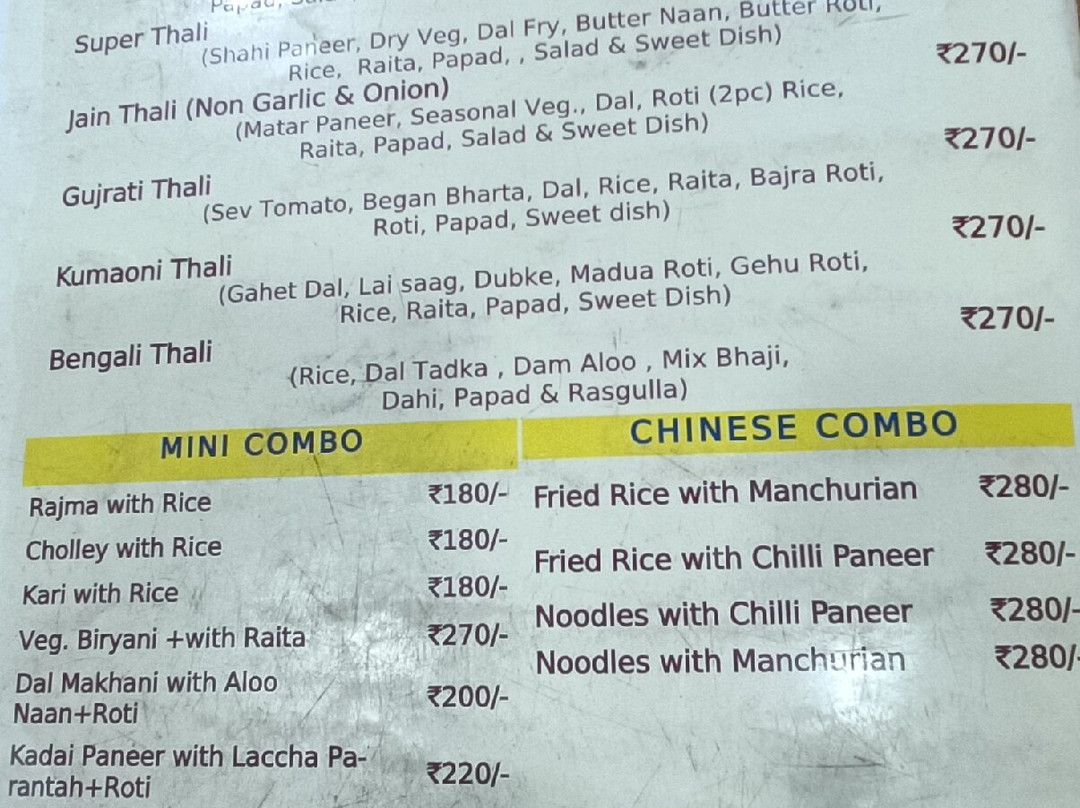 Papad,
Super Thali
(Shahi Paneer, Dry Veg, Dal Fry, Butter Naan, Butter Roti,
Rice, Raita, Papad, , Salad & Sweet Dish)
₹270/-
Jain Thali (Non Garlic & Onion)
(Matar Paneer, Seasonal Veg., Dal, Roti (2pc) Rice,
Raita, Papad, Salad & Sweet Dish)
₹270/-
Gujrati Thali
(Sev Tomato, Began Bharta, Dal, Rice, Raita, Bajra Roti,
Roti, Papad, Sweet dish)
₹270/-
Kumaoni Thali
(Gahet Dal, Lai saag, Dubke, Madua Roti, Gehu Roti,
Rice, Raita, Papad, Sweet Dish)
₹270/-
Bengali Thali
(Rice, Dal Tadka , Dam Aloo , Mix Bhaji,
Dahi, Papad & Rasgulla)
MINI COMBO
Rajma with Rice ₹180/-
Cholley with Rice ₹180/-
Kari with Rice ₹180/-
Veg. Biryani +with Raita ₹270/-
Dal Makhani with Aloo
Naan+Roti ₹200/-
Kadai Paneer with Laccha Pa-
rantah+Roti ₹220/-
CHINESE COMBO
Fried Rice with Manchurian ₹280/-
Fried Rice with Chilli Paneer ₹280/-
Noodles with Chilli Paneer ₹280/-
Noodles with Manchurian ₹280/-